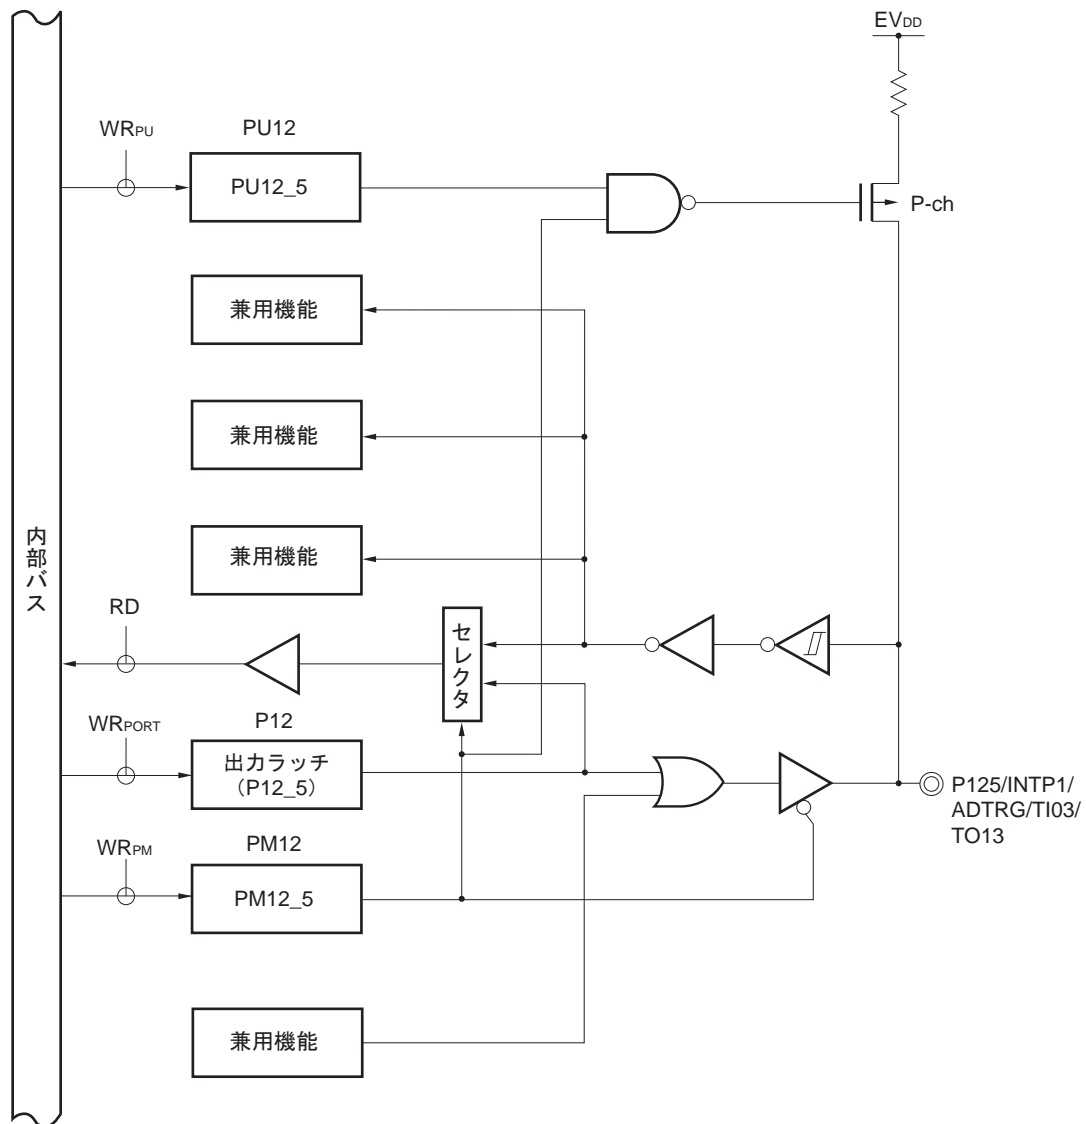 EVDD
WRPU
PU12
PU12_5
P-ch
兼用機能
兼用機能
兼用機能
内部バス
RD
セレクタ
WRPORT
P12
出力ラッチ
（P12_5）
P125/INTP1/
ADTRG/TI03/
TO13
WRPM
PM12
PM12_5
兼用機能